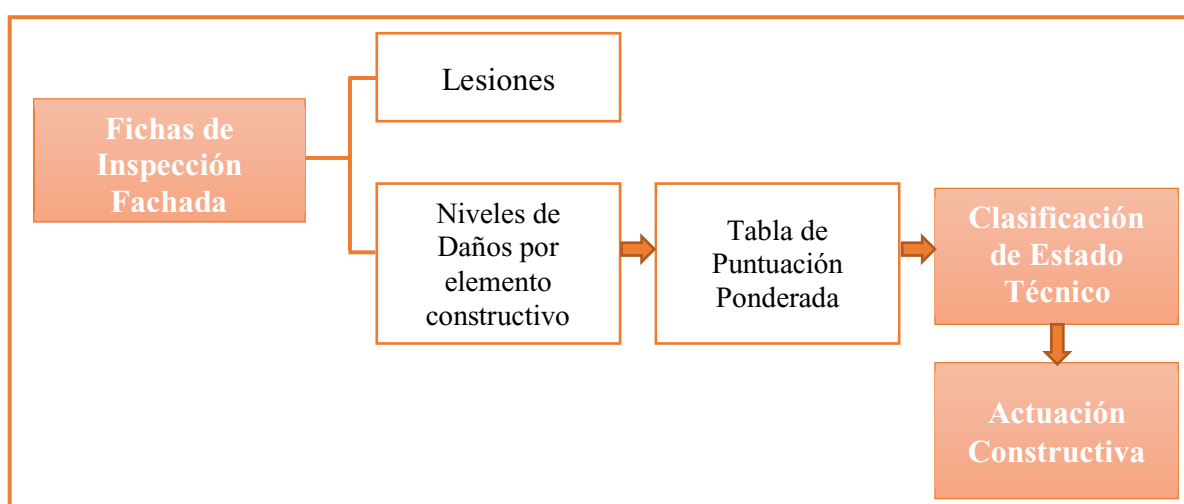 Fichas de
Inspección
Fachada
Lesiones
Niveles de
Daños por
elemento
constructivo
Tabla de
Puntuación
Ponderada
Clasificación
de Estado
Técnico
Actuación
Constructiva